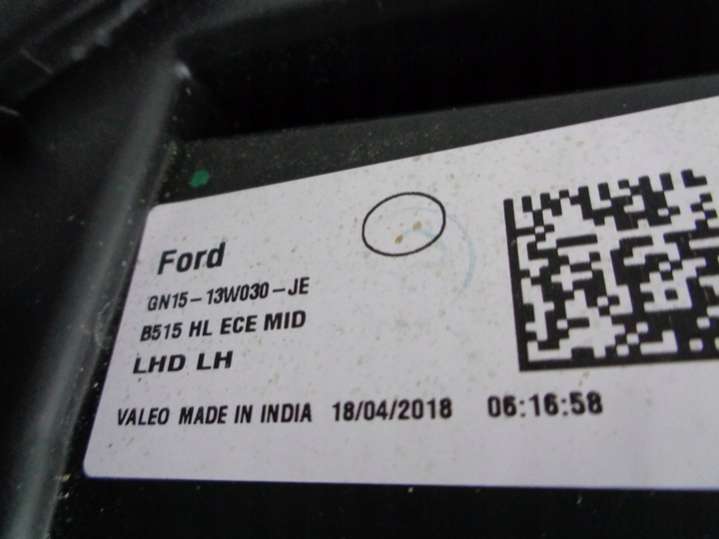 Ford
GN15-13W030-JE
B515 HL ECE MID
LHD LH
VALEO MADE IN INDIA 18/04/2018 06:16:58